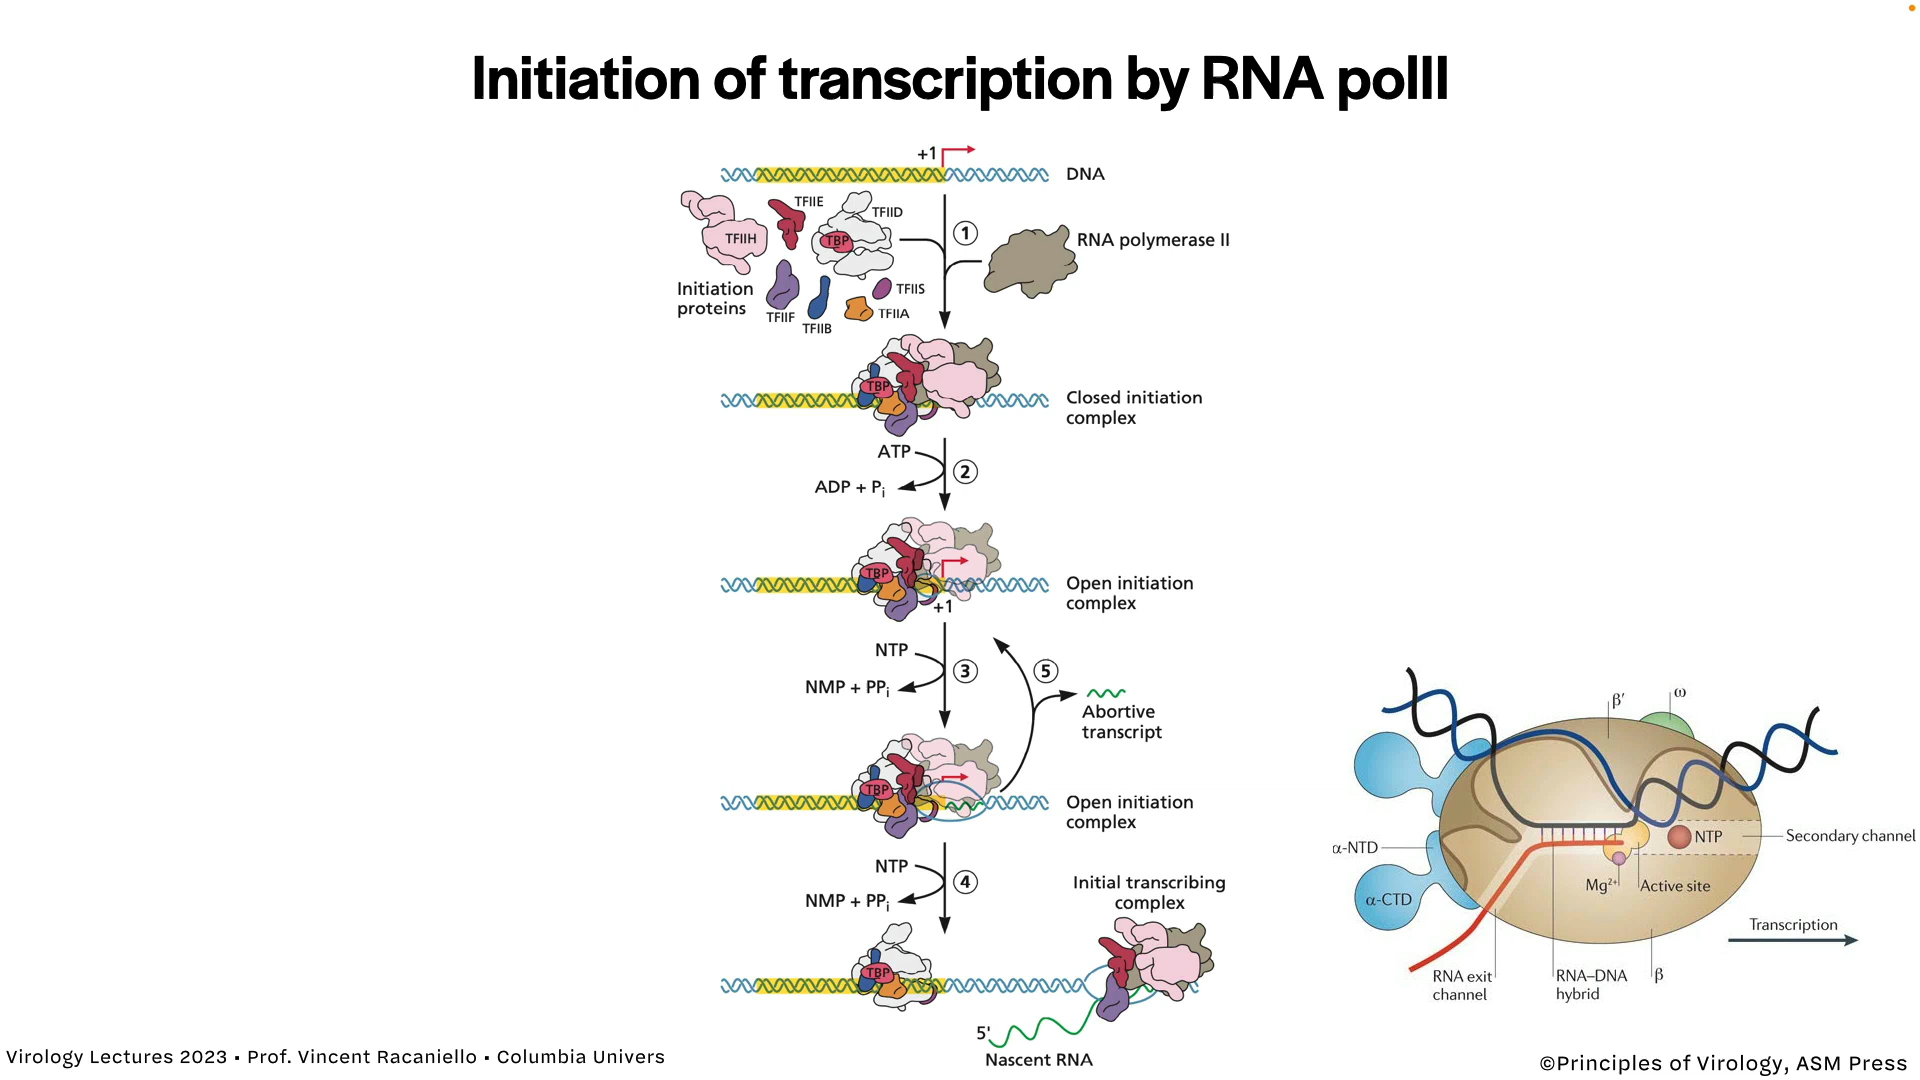 Initiation of transcription by RNA polII
+1
DNA
TFIIE
TFIID
TFIIH
TBP
1
RNA polymerase II
Initiation
proteins
TFIIS
TFIIF
TFIIA
TFIIB
TBP
Closed initiation
complex
ATP
2
ADP + Pi
TBP
Open initiation
complex
+1
NTP
3
5
NMP + PPi
Abortive
transcript
TBP
Open initiation
complex
NTP
4
NMP + PPi
Initial transcribing
complex
TBP
5'
Nascent RNA
β′
ω
α-NTD
NTP
Secondary channel
α-CTD
Mg2+
Active site
Transcription
RNA exit
channel
RNA–DNA
hybrid
β
Virology Lectures 2023 • Prof. Vincent Racaniello • Columbia Univers
©Principles of Virology, ASM Press